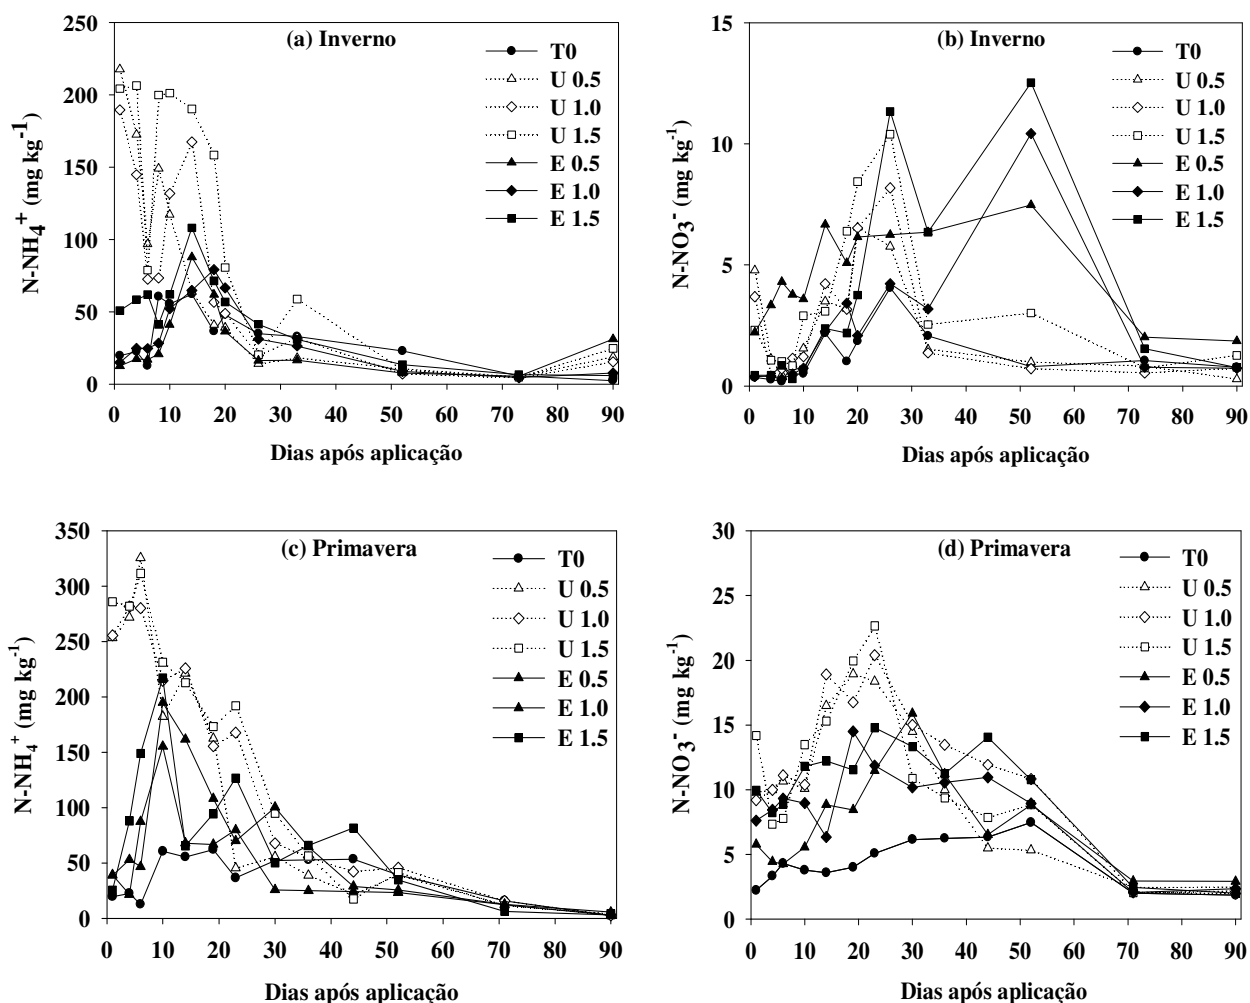 (a) Inverno
N-NH4+ (mg kg-1)
250
200
150
100
50
0
0 10 20 30 40 50 60 70 80 90
Dias após aplicação
T0
U 0.5
U 1.0
U 1.5
E 0.5
E 1.0
E 1.5
(b) Inverno
N-NO3- (mg kg-1)
15
10
5
0
0 10 20 30 40 50 60 70 80 90
Dias após aplicação
T0
U 0.5
U 1.0
U 1.5
E 0.5
E 1.0
E 1.5
(c) Primavera
N-NH4+ (mg kg-1)
350
300
250
200
150
100
50
0
0 10 20 30 40 50 60 70 80 90
Dias após aplicação
T0
U 0.5
U 1.0
U 1.5
E 0.5
E 1.0
E 1.5
(d) Primavera
N-NO3- (mg kg-1)
30
25
20
15
10
5
0
0 10 20 30 40 50 60 70 80 90
Dias após aplicação
T0
U 0.5
U 1.0
U 1.5
E 0.5
E 1.0
E 1.5